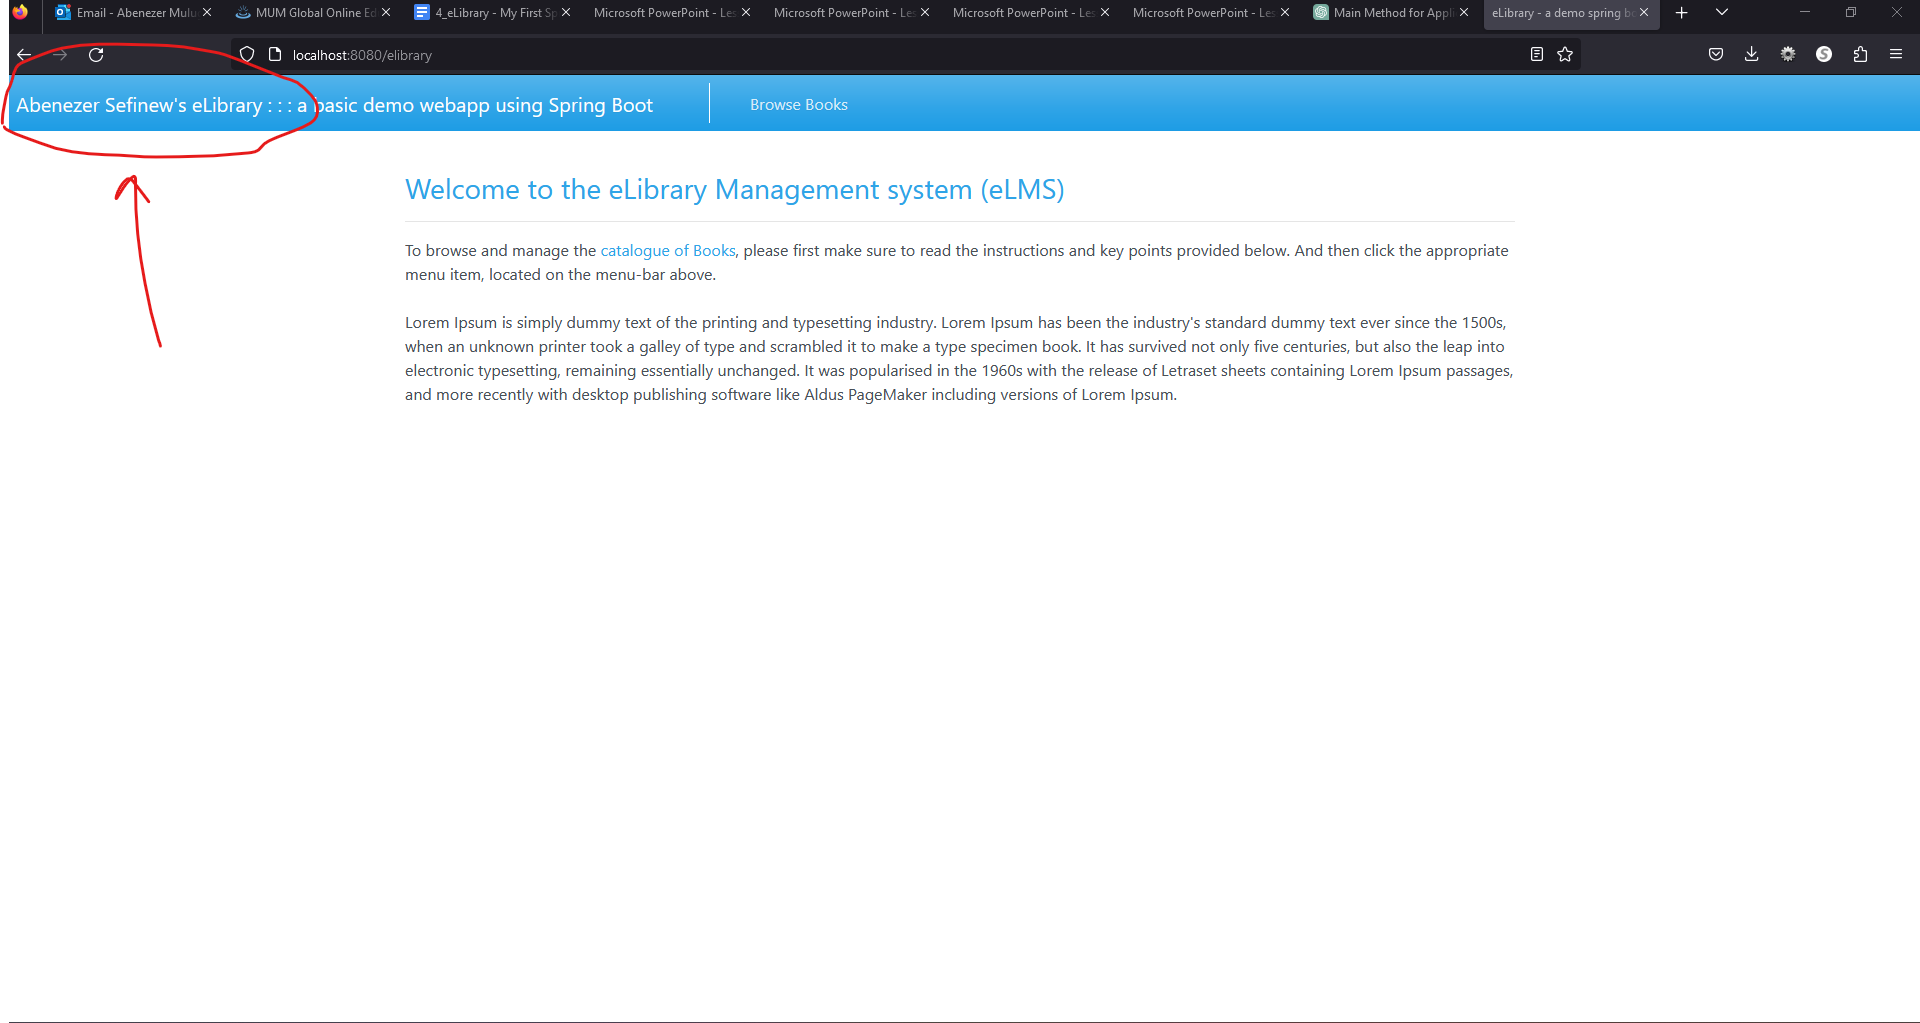 Email - Abenezer Mulu
MUM Global Online Ed
4_eLibrary - My First Sp
Microsoft PowerPoint - Les
Microsoft PowerPoint - Les
Microsoft PowerPoint - Les
Microsoft PowerPoint - Les
Main Method for Appli
eLibrary - a demo spring bo
localhost:8080/elibrary
Abenezer Sefinew's eLibrary : : : a basic demo webapp using Spring Boot
Browse Books
Welcome to the eLibrary Management system (eLMS)
To browse and manage the catalogue of Books, please first make sure to read the instructions and key points provided below. And then click the appropriate
menu item, located on the menu-bar above.
Lorem Ipsum is simply dummy text of the printing and typesetting industry. Lorem Ipsum has been the industry's standard dummy text ever since the 1500s,
when an unknown printer took a galley of type and scrambled it to make a type specimen book. It has survived not only five centuries, but also the leap into
electronic typesetting, remaining essentially unchanged. It was popularised in the 1960s with the release of Letraset sheets containing Lorem Ipsum passages,
and more recently with desktop publishing software like Aldus PageMaker including versions of Lorem Ipsum.